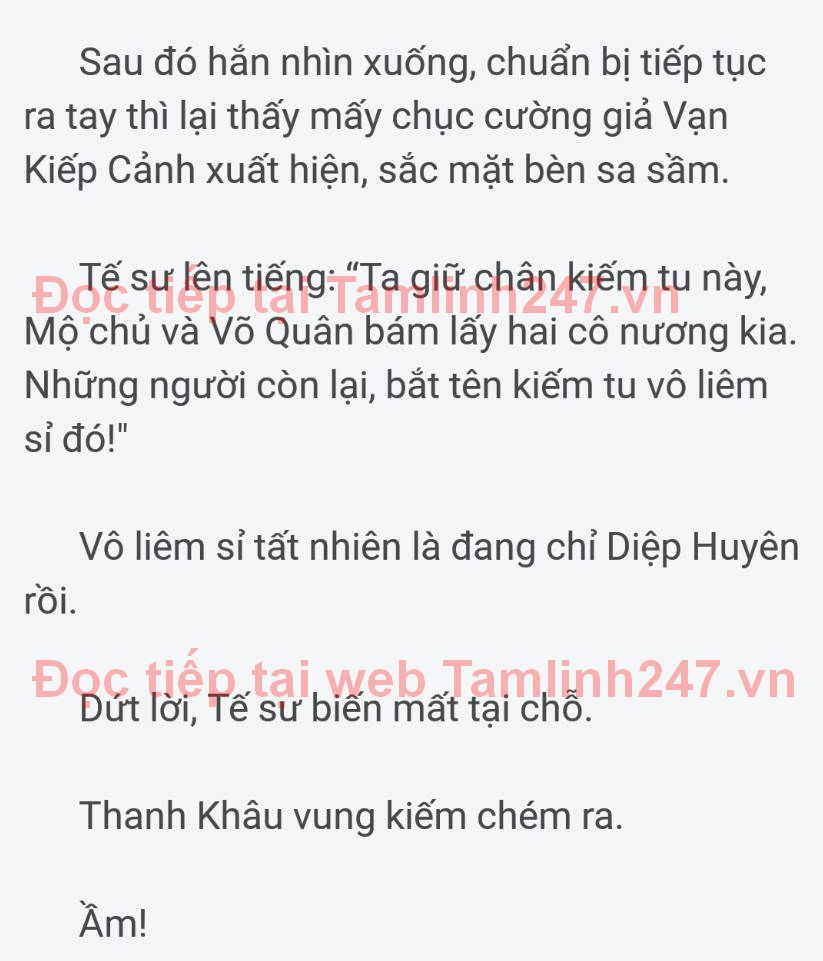 Sau đó hắn nhìn xuống, chuẩn bị tiếp tục
ra tay thì lại thấy mấy chục cường giả Vạn
Kiếp Cảnh xuất hiện, sắc mặt bèn sa sầm.
Tế sư lên tiếng: “Ta giữ chân kiếm tu này,
Đọc tiếp tại Tamlinh247.vn
Mộ chủ và Võ Quân bám lấy hai cô nương kia.
Những người còn lại, bắt tên kiếm tu vô liêm
sỉ đó!"
Vô liêm sỉ tất nhiên là đang chỉ Diệp Huyên
rồi.
Đọc tiếp tại web Tamlinh247.vn
Dứt lời, Tế sư biến mất tại chỗ.
Thanh Khâu vung kiếm chém ra.
Ầm!